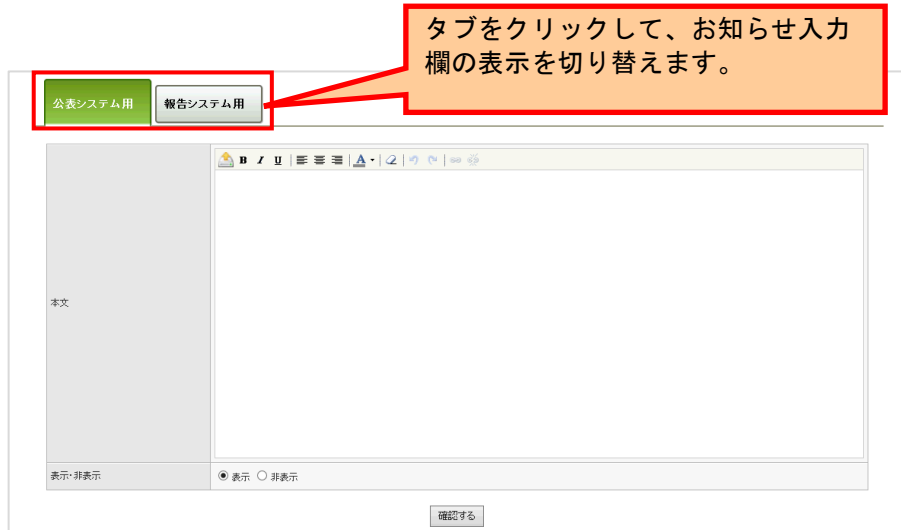 タブをクリックして、お知らせ入力
欄の表示を切り替えます。
公表システム用 報告システム用
B I U A
本文
表示・非表示 表示 非表示
確認する